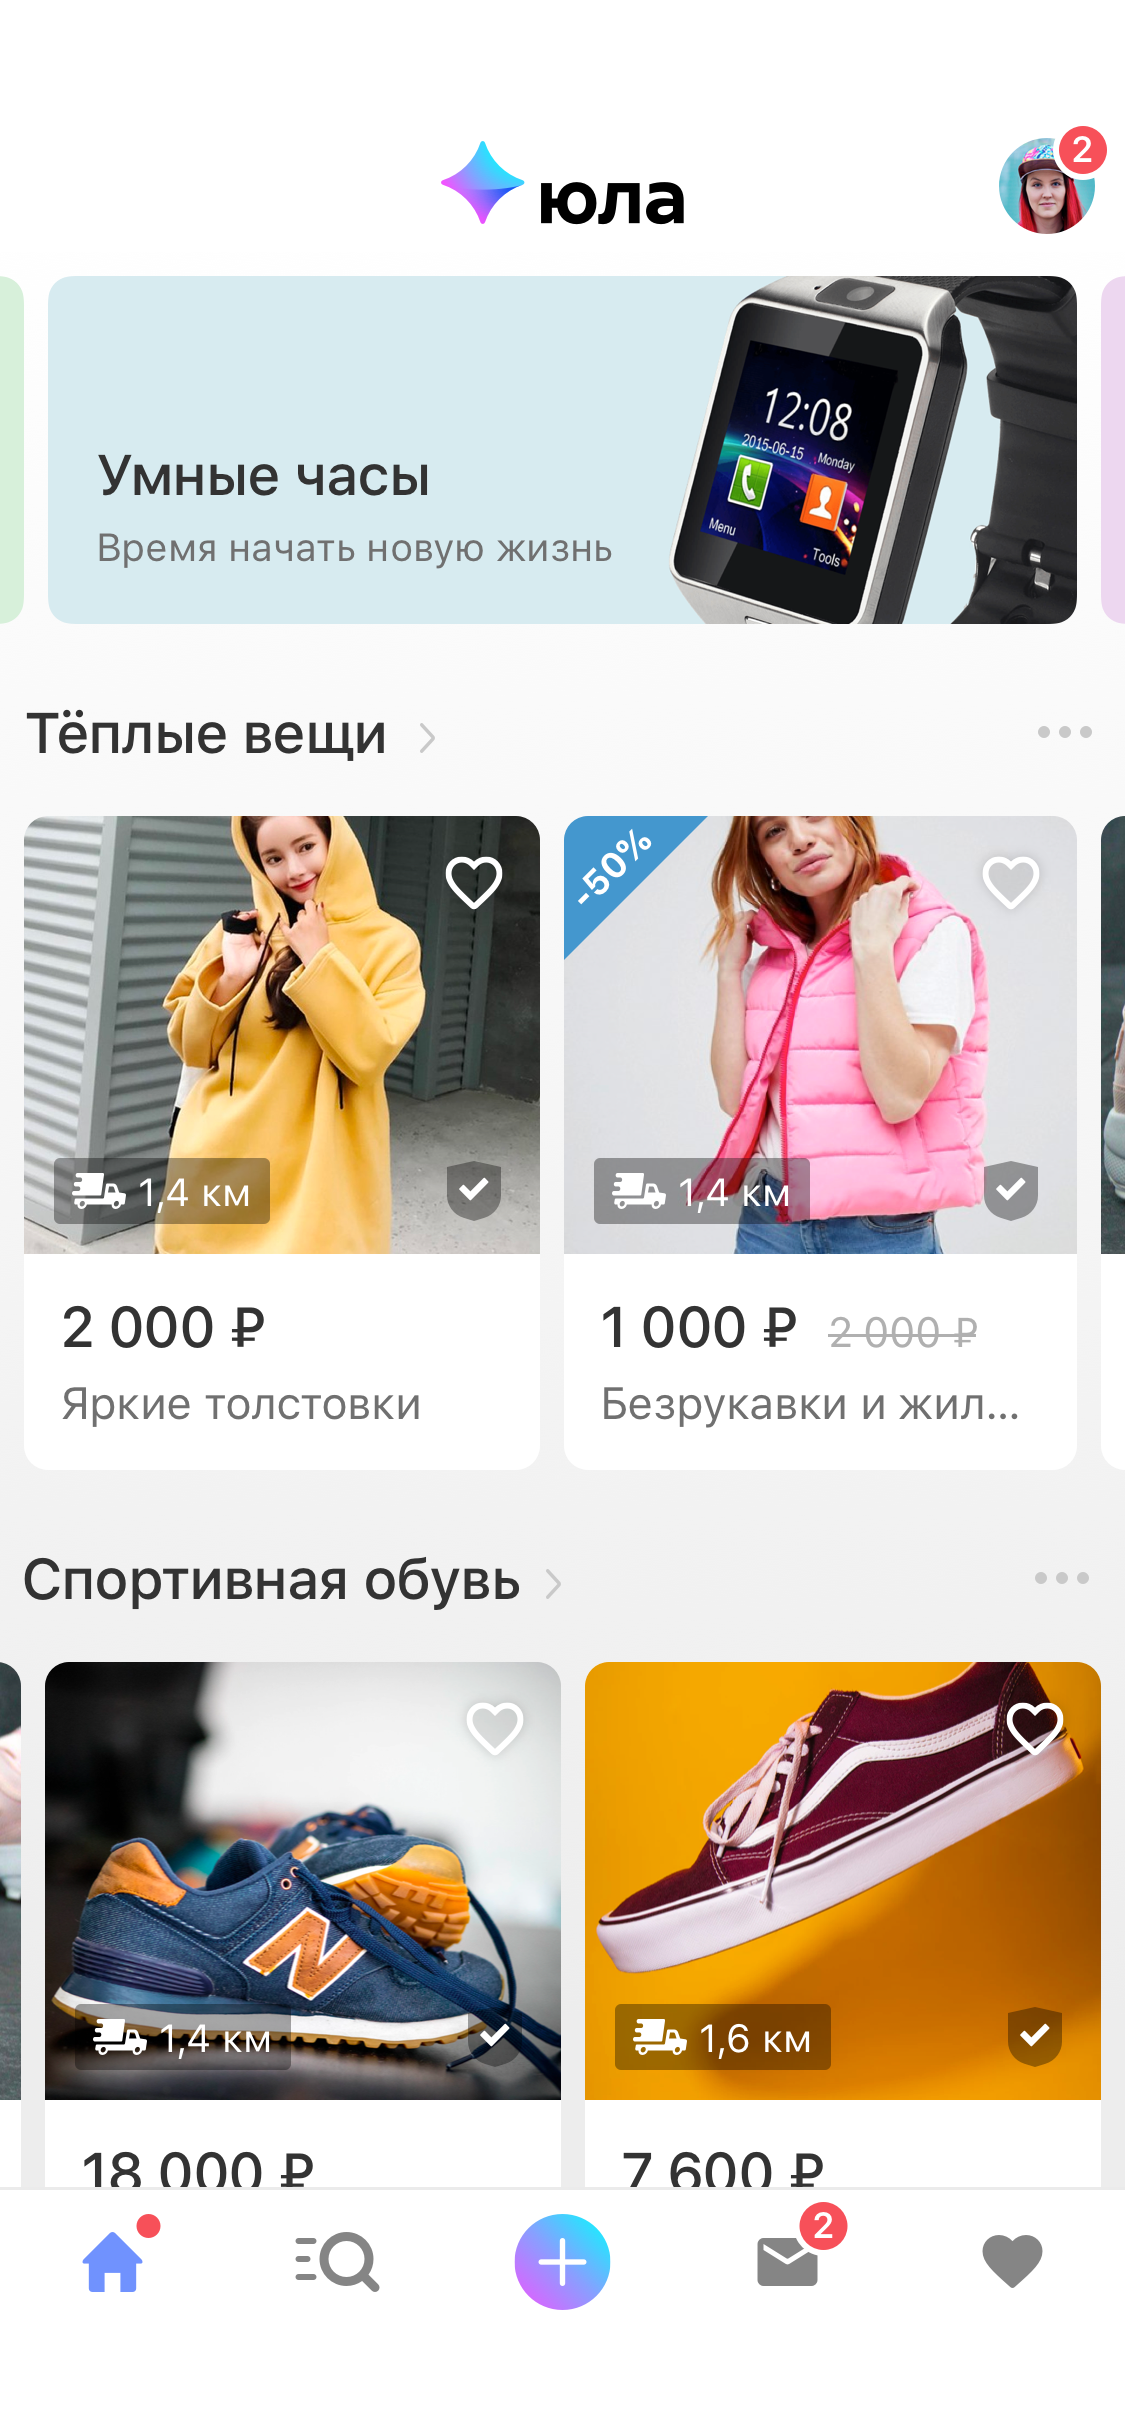 юла
2
12:08
2015-06-15 Monday
Menu
Tools
Умные часы
Время начать новую жизнь
Тёплые вещи
-50%
1,4 км
1,4 км
2 000 ₽
1 000 ₽ 2 000 ₽
Яркие толстовки
Безрукавки и жил...
Спортивная обувь
N
1,4 км
1,6 км
18 000 ₽
7 600 ₽
2